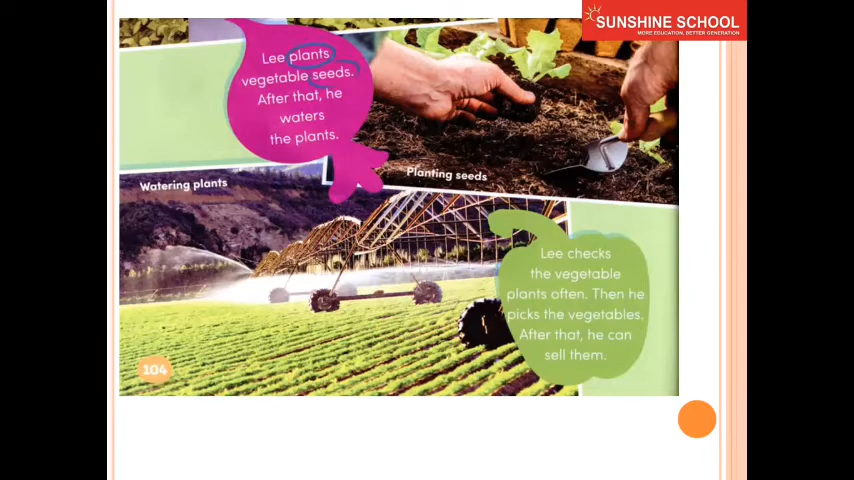 SUNSHINE SCHOOL
MORE EDUCATION, BETTER GENERATION
Lee plants
vegetable seeds.
After that, he
waters
the plants.
Planting seeds
Watering plants
Lee checks
the vegetable
plants often. Then he
picks the vegetables.
After that, he can
sell them.
104